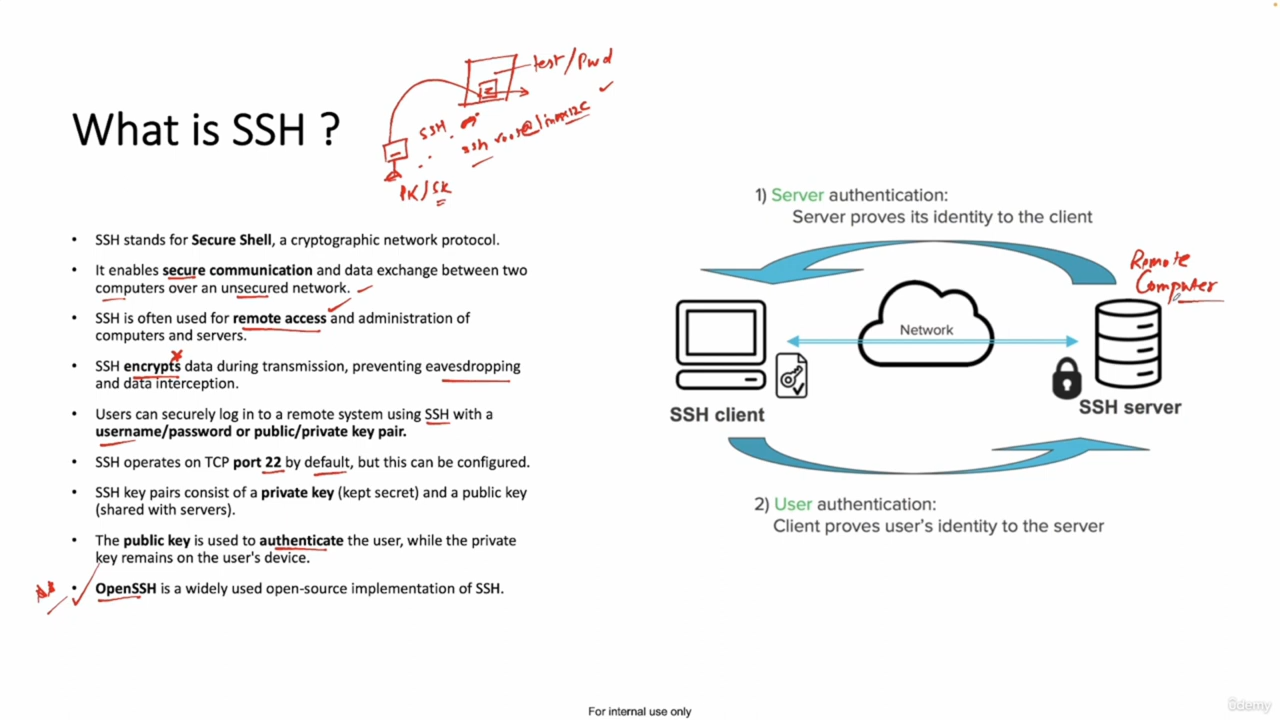 test/Pwd
What is SSH ?
SSH
ssh root@
PK/SK
• SSH stands for Secure Shell, a cryptographic network protocol.
• It enables secure communication and data exchange between two
computers over an unsecured network.
• SSH is often used for remote access and administration of
computers and servers.
• SSH encrypts data during transmission, preventing eavesdropping
and data interception.
• Users can securely log in to a remote system using SSH with a
username/password or public/private key pair.
• SSH operates on TCP port 22 by default, but this can be configured.
• SSH key pairs consist of a private key (kept secret) and a public key
(shared with servers).
• The public key is used to authenticate the user, while the private
key remains on the user's device.
• OpenSSH is a widely used open-source implementation of SSH.
1) Server authentication:
Server proves its identity to the client
Remote
Computer
Network
SSH client
SSH server
2) User authentication:
Client proves user's identity to the server
For internal use only
ûdemy